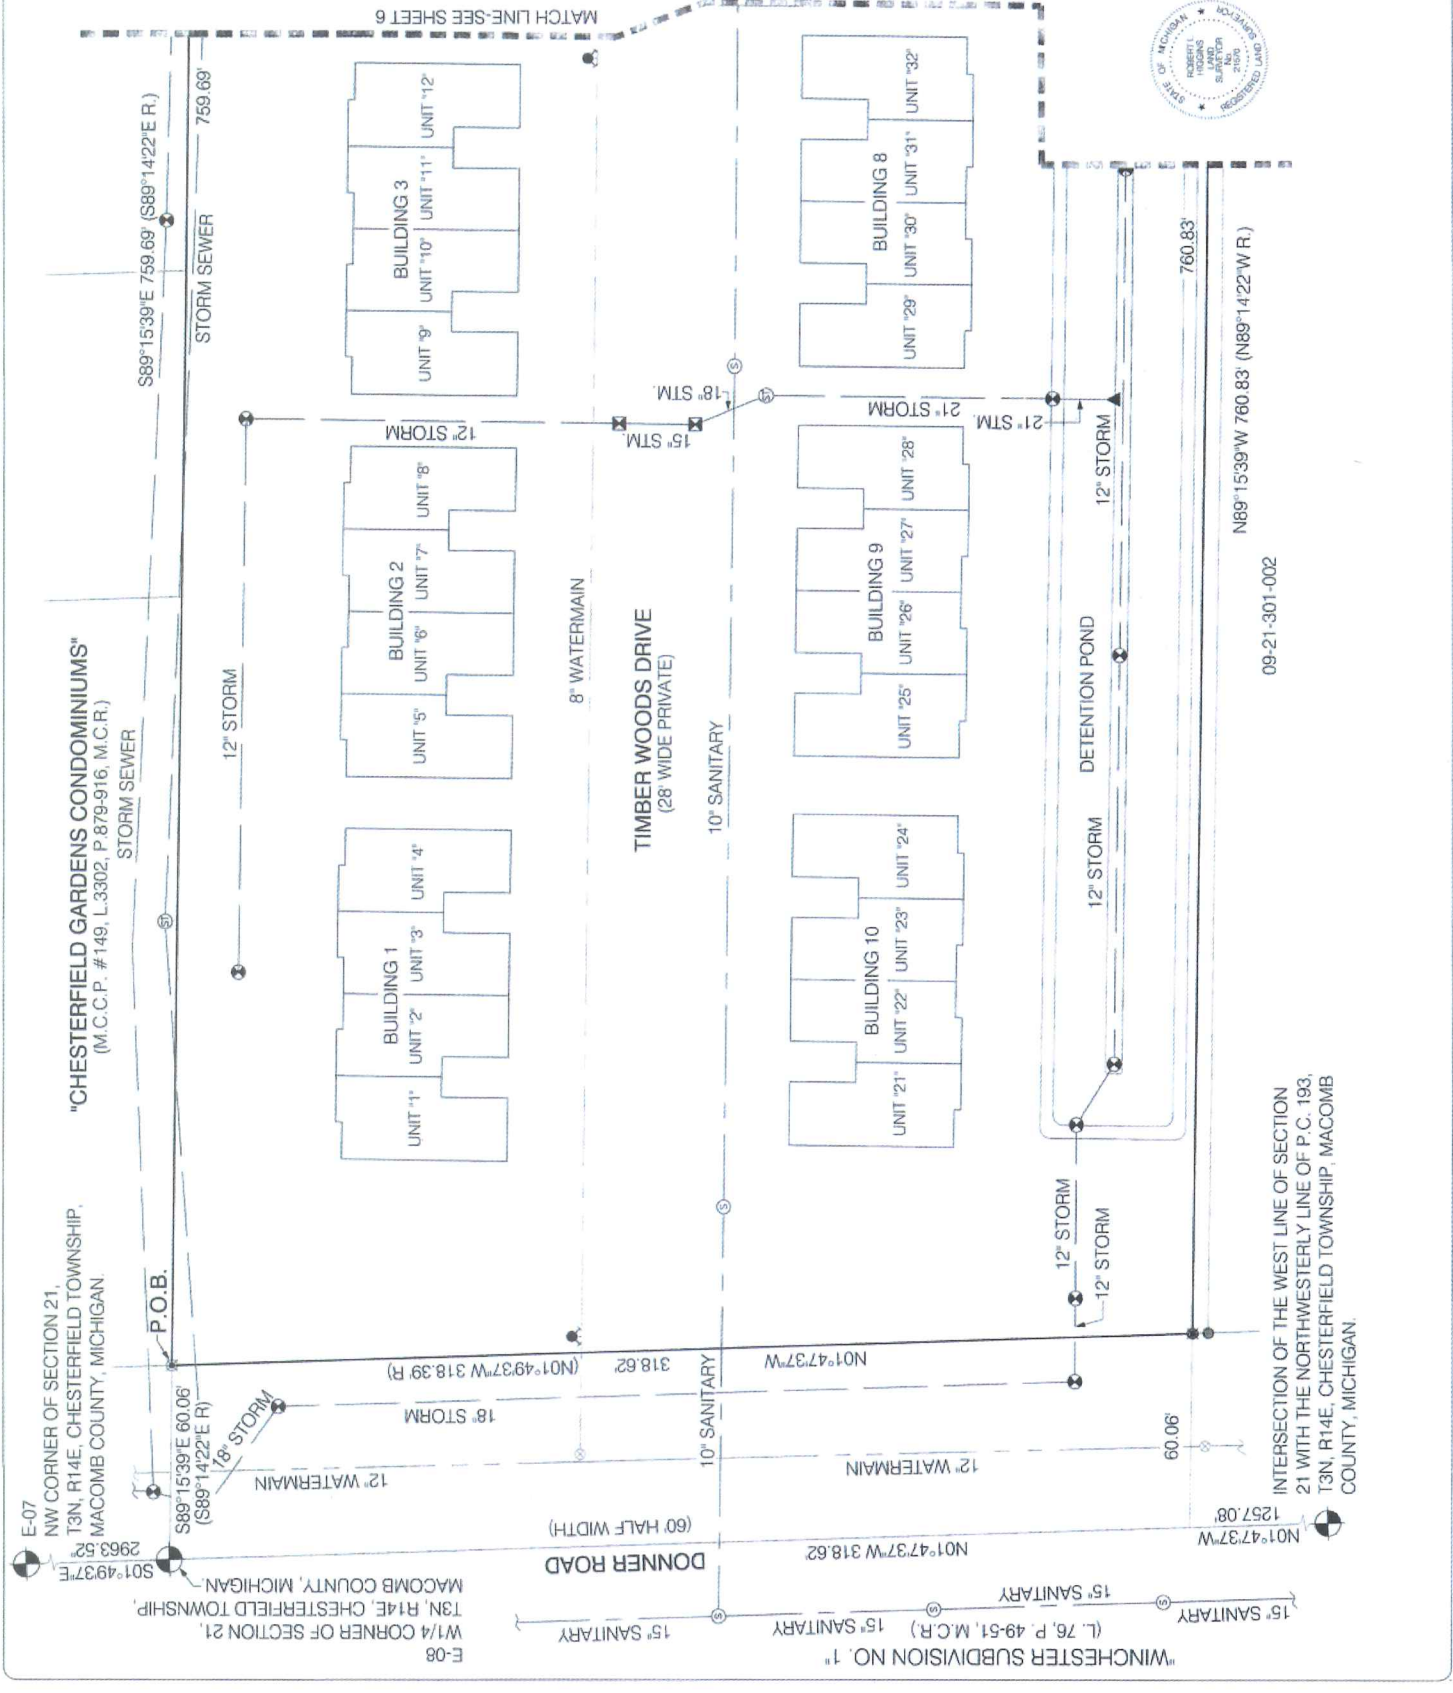 MATCH LINE-SEE SHEET 6
STATE OF MICHIGAN
ROBERT L.
HIGGINS
LAND
SURVEYOR
No.
21570
REGISTERED LAND SURVEYOR
S89°15'39"E 759.69' (S89°14'22"E R.)
759.69'
STORM SEWER
"CHESTERFIELD GARDENS CONDOMINIUMS"
(M.C.C.P. #149, L.3302, P.879-916, M.C.R.)
STORM SEWER
E-07
NW CORNER OF SECTION 21,
T3N, R14E, CHESTERFIELD TOWNSHIP,
MACOMB COUNTY, MICHIGAN.
P.O.B.
S89°15'39"E 60.06'
(S89°14'22"E R)
S01°49'37"E
2963.52'
E-08
W1/4 CORNER OF SECTION 21,
T3N, R14E, CHESTERFIELD TOWNSHIP,
MACOMB COUNTY, MICHIGAN.
18" STORM
18" STORM
12" STORM
12" STORM
15" STM.
18" STM.
21" STORM
21" STM.
BUILDING 1
UNIT "1"
UNIT "2"
UNIT "3"
UNIT "4"
BUILDING 2
UNIT "5"
UNIT "6"
UNIT "7"
UNIT "8"
BUILDING 3
UNIT "9"
UNIT "10"
UNIT "11"
UNIT "12"
8" WATERMAIN
TIMBER WOODS DRIVE
(28' WIDE PRIVATE)
10" SANITARY
10" SANITARY
BUILDING 10
UNIT "21"
UNIT "22"
UNIT "23"
UNIT "24"
BUILDING 9
UNIT "25"
UNIT "26"
UNIT "27"
UNIT "28"
BUILDING 8
UNIT "29"
UNIT "30"
UNIT "31"
UNIT "32"
12" STORM
12" STORM
12" STORM
DETENTION POND
12" STORM
760.83'
N89°15'39"W 760.83' (N89°14'22"W R.)
09-21-301-002
(N01°49'37"W 318.39' R)
318.62'
N01°47'37"W
12" WATERMAIN
12" WATERMAIN
60.06'
(60' HALF WIDTH)
DONNER ROAD
N01°47'37"W 318.62'
N01°47'37"W
1257.08'
INTERSECTION OF THE WEST LINE OF SECTION
21 WITH THE NORTHWESTERLY LINE OF P.C. 193,
T3N, R14E, CHESTERFIELD TOWNSHIP, MACOMB
COUNTY, MICHIGAN.
15" SANITARY
15" SANITARY
15" SANITARY
15" SANITARY
"WINCHESTER SUBDIVISION NO. 1"
(L. 76, P. 49-51, M.C.R.)